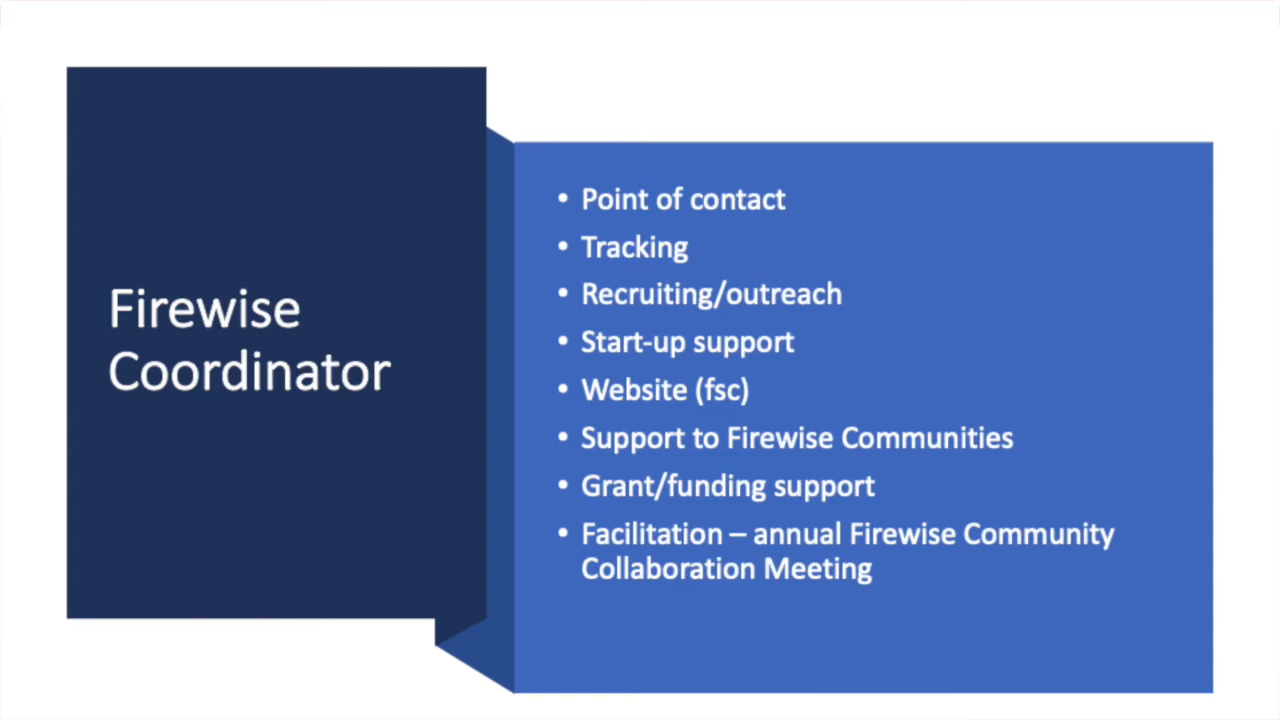 Firewise
Coordinator
• Point of contact
• Tracking
• Recruiting/outreach
• Start-up support
• Website (fsc)
• Support to Firewise Communities
• Grant/funding support
• Facilitation – annual Firewise Community
Collaboration Meeting